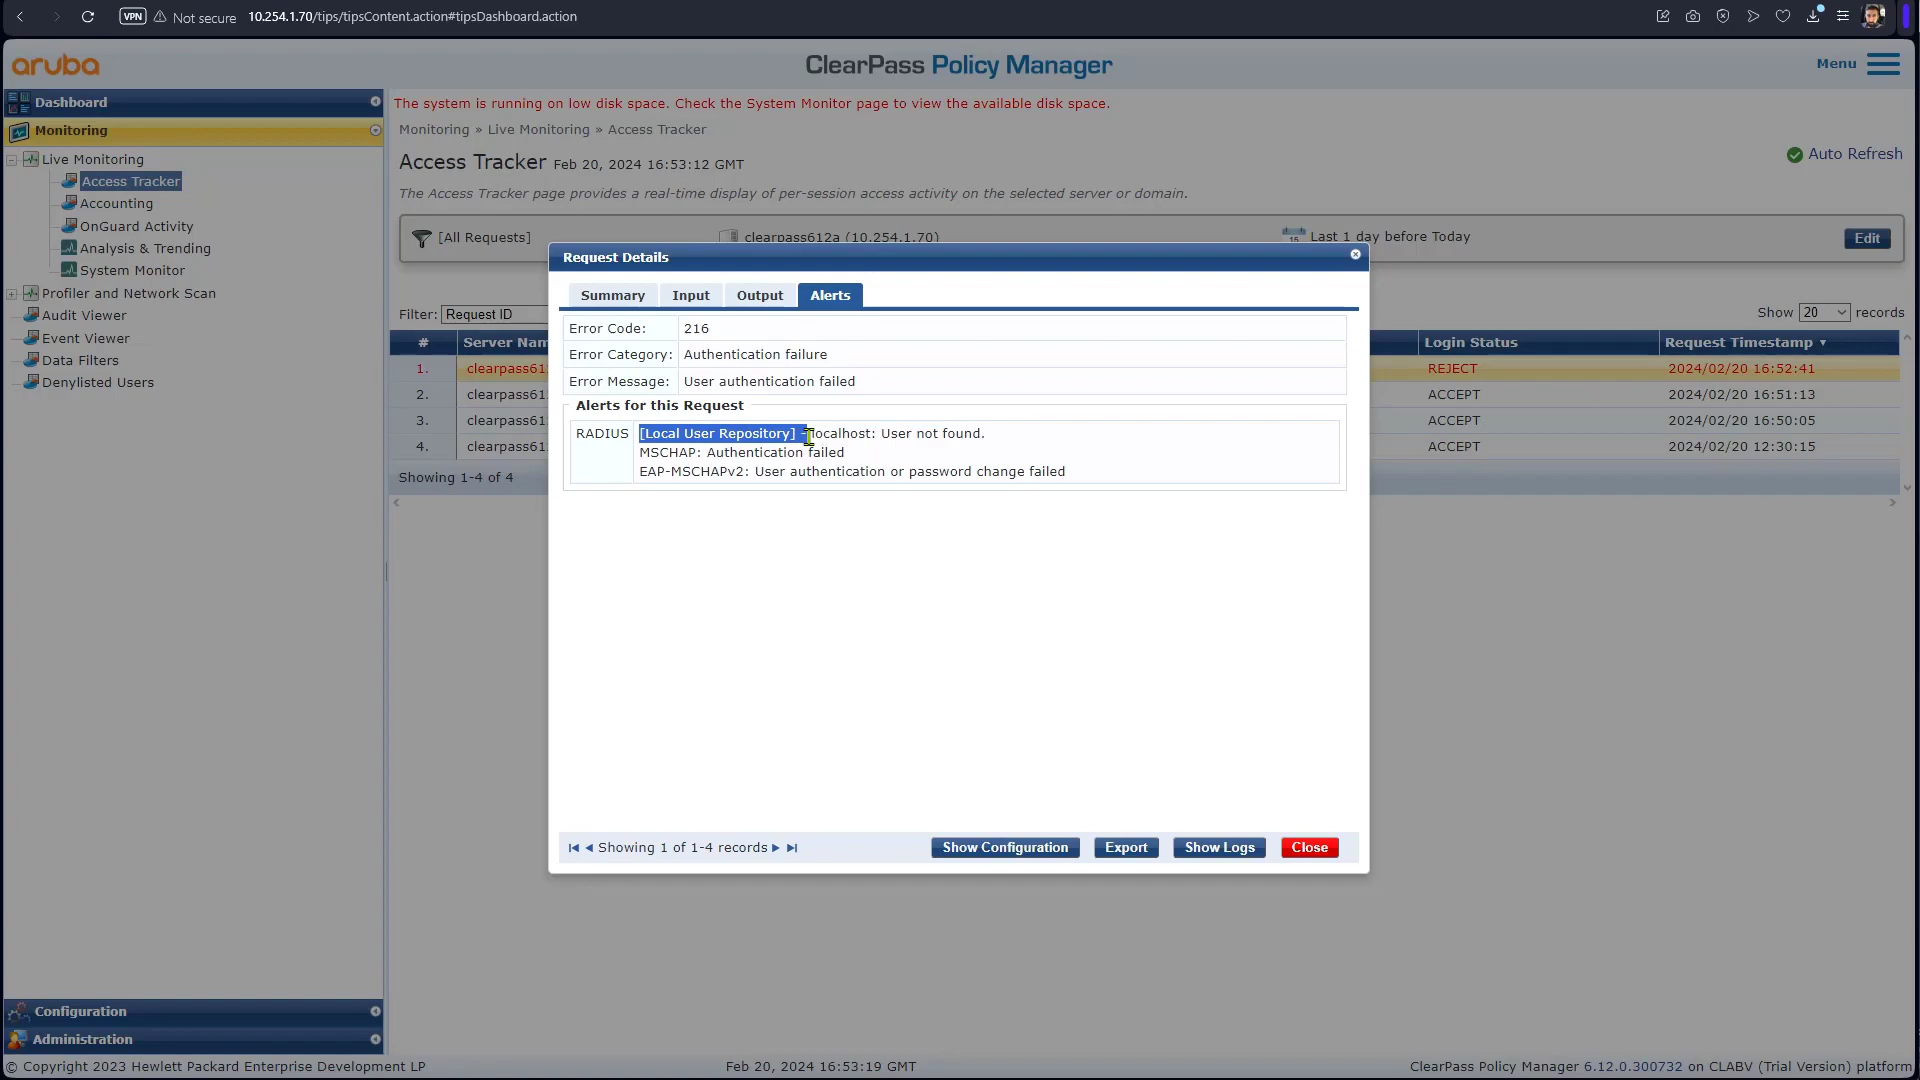 VPN Not secure 10.254.1.70/tips/tipsContent.action#tipsDashboard.action
aruba
ClearPass Policy Manager
Menu
Dashboard
The system is running on low disk space. Check the System Monitor page to view the available disk space.
Monitoring
Monitoring » Live Monitoring » Access Tracker
Live Monitoring
Access Tracker
Accounting
OnGuard Activity
Analysis & Trending
System Monitor
Profiler and Network Scan
Audit Viewer
Event Viewer
Data Filters
Denylisted Users
Access Tracker Feb 20, 2024 16:53:12 GMT
Auto Refresh
The Access Tracker page provides a real-time display of per-session access activity on the selected server or domain.
[All Requests]
clearpass612a (10.254.1.70)
15 Last 1 day before Today
Edit
Filter: Request ID
Show 20 records
# Server Nam Login Status Request Timestamp
1. clearpass61 REJECT 2024/02/20 16:52:41
2. clearpass61 ACCEPT 2024/02/20 16:51:13
3. clearpass61 ACCEPT 2024/02/20 16:50:05
4. clearpass61 ACCEPT 2024/02/20 12:30:15
Showing 1-4 of 4
Request Details
Summary Input Output Alerts
Error Code: 216
Error Category: Authentication failure
Error Message: User authentication failed
Alerts for this Request
RADIUS [Local User Repository] - localhost: User not found.
MSCHAP: Authentication failed
EAP-MSCHAPv2: User authentication or password change failed
Showing 1 of 1-4 records
Show Configuration Export Show Logs Close
Configuration
Administration
© Copyright 2023 Hewlett Packard Enterprise Development LP
Feb 20, 2024 16:53:19 GMT
ClearPass Policy Manager 6.12.0.300732 on CLABV (Trial Version) platform